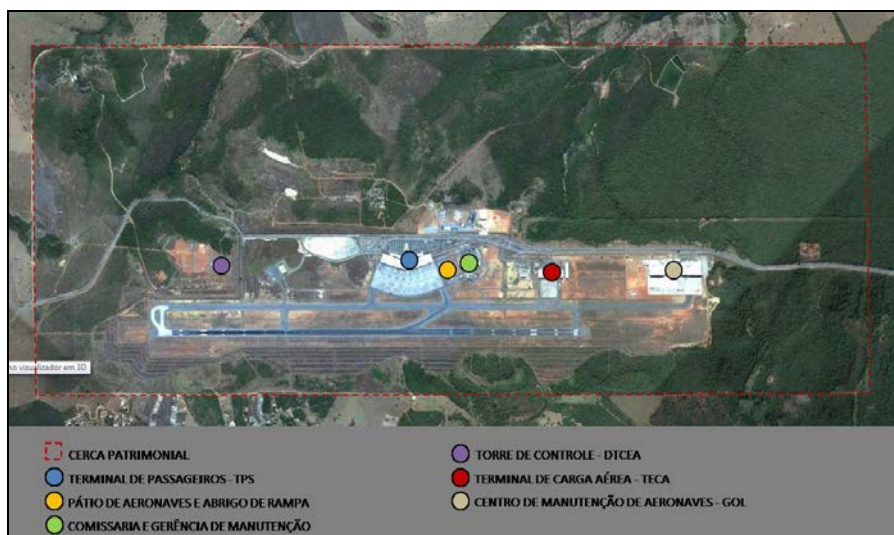 no visualizador em 3D
CERCA PATRIMONIAL
TERMINAL DE PASSAGEIROS - TPS
PÁTIO DE AERONAVES E ABRIGO DE RAMPA
COMISSARIA E GERÊNCIA DE MANUTENÇÃO
TORRE DE CONTROLE - DTCEA
TERMINAL DE CARGA AÉREA - TECA
CENTRO DE MANUTENÇÃO DE AERONAVES - GOL